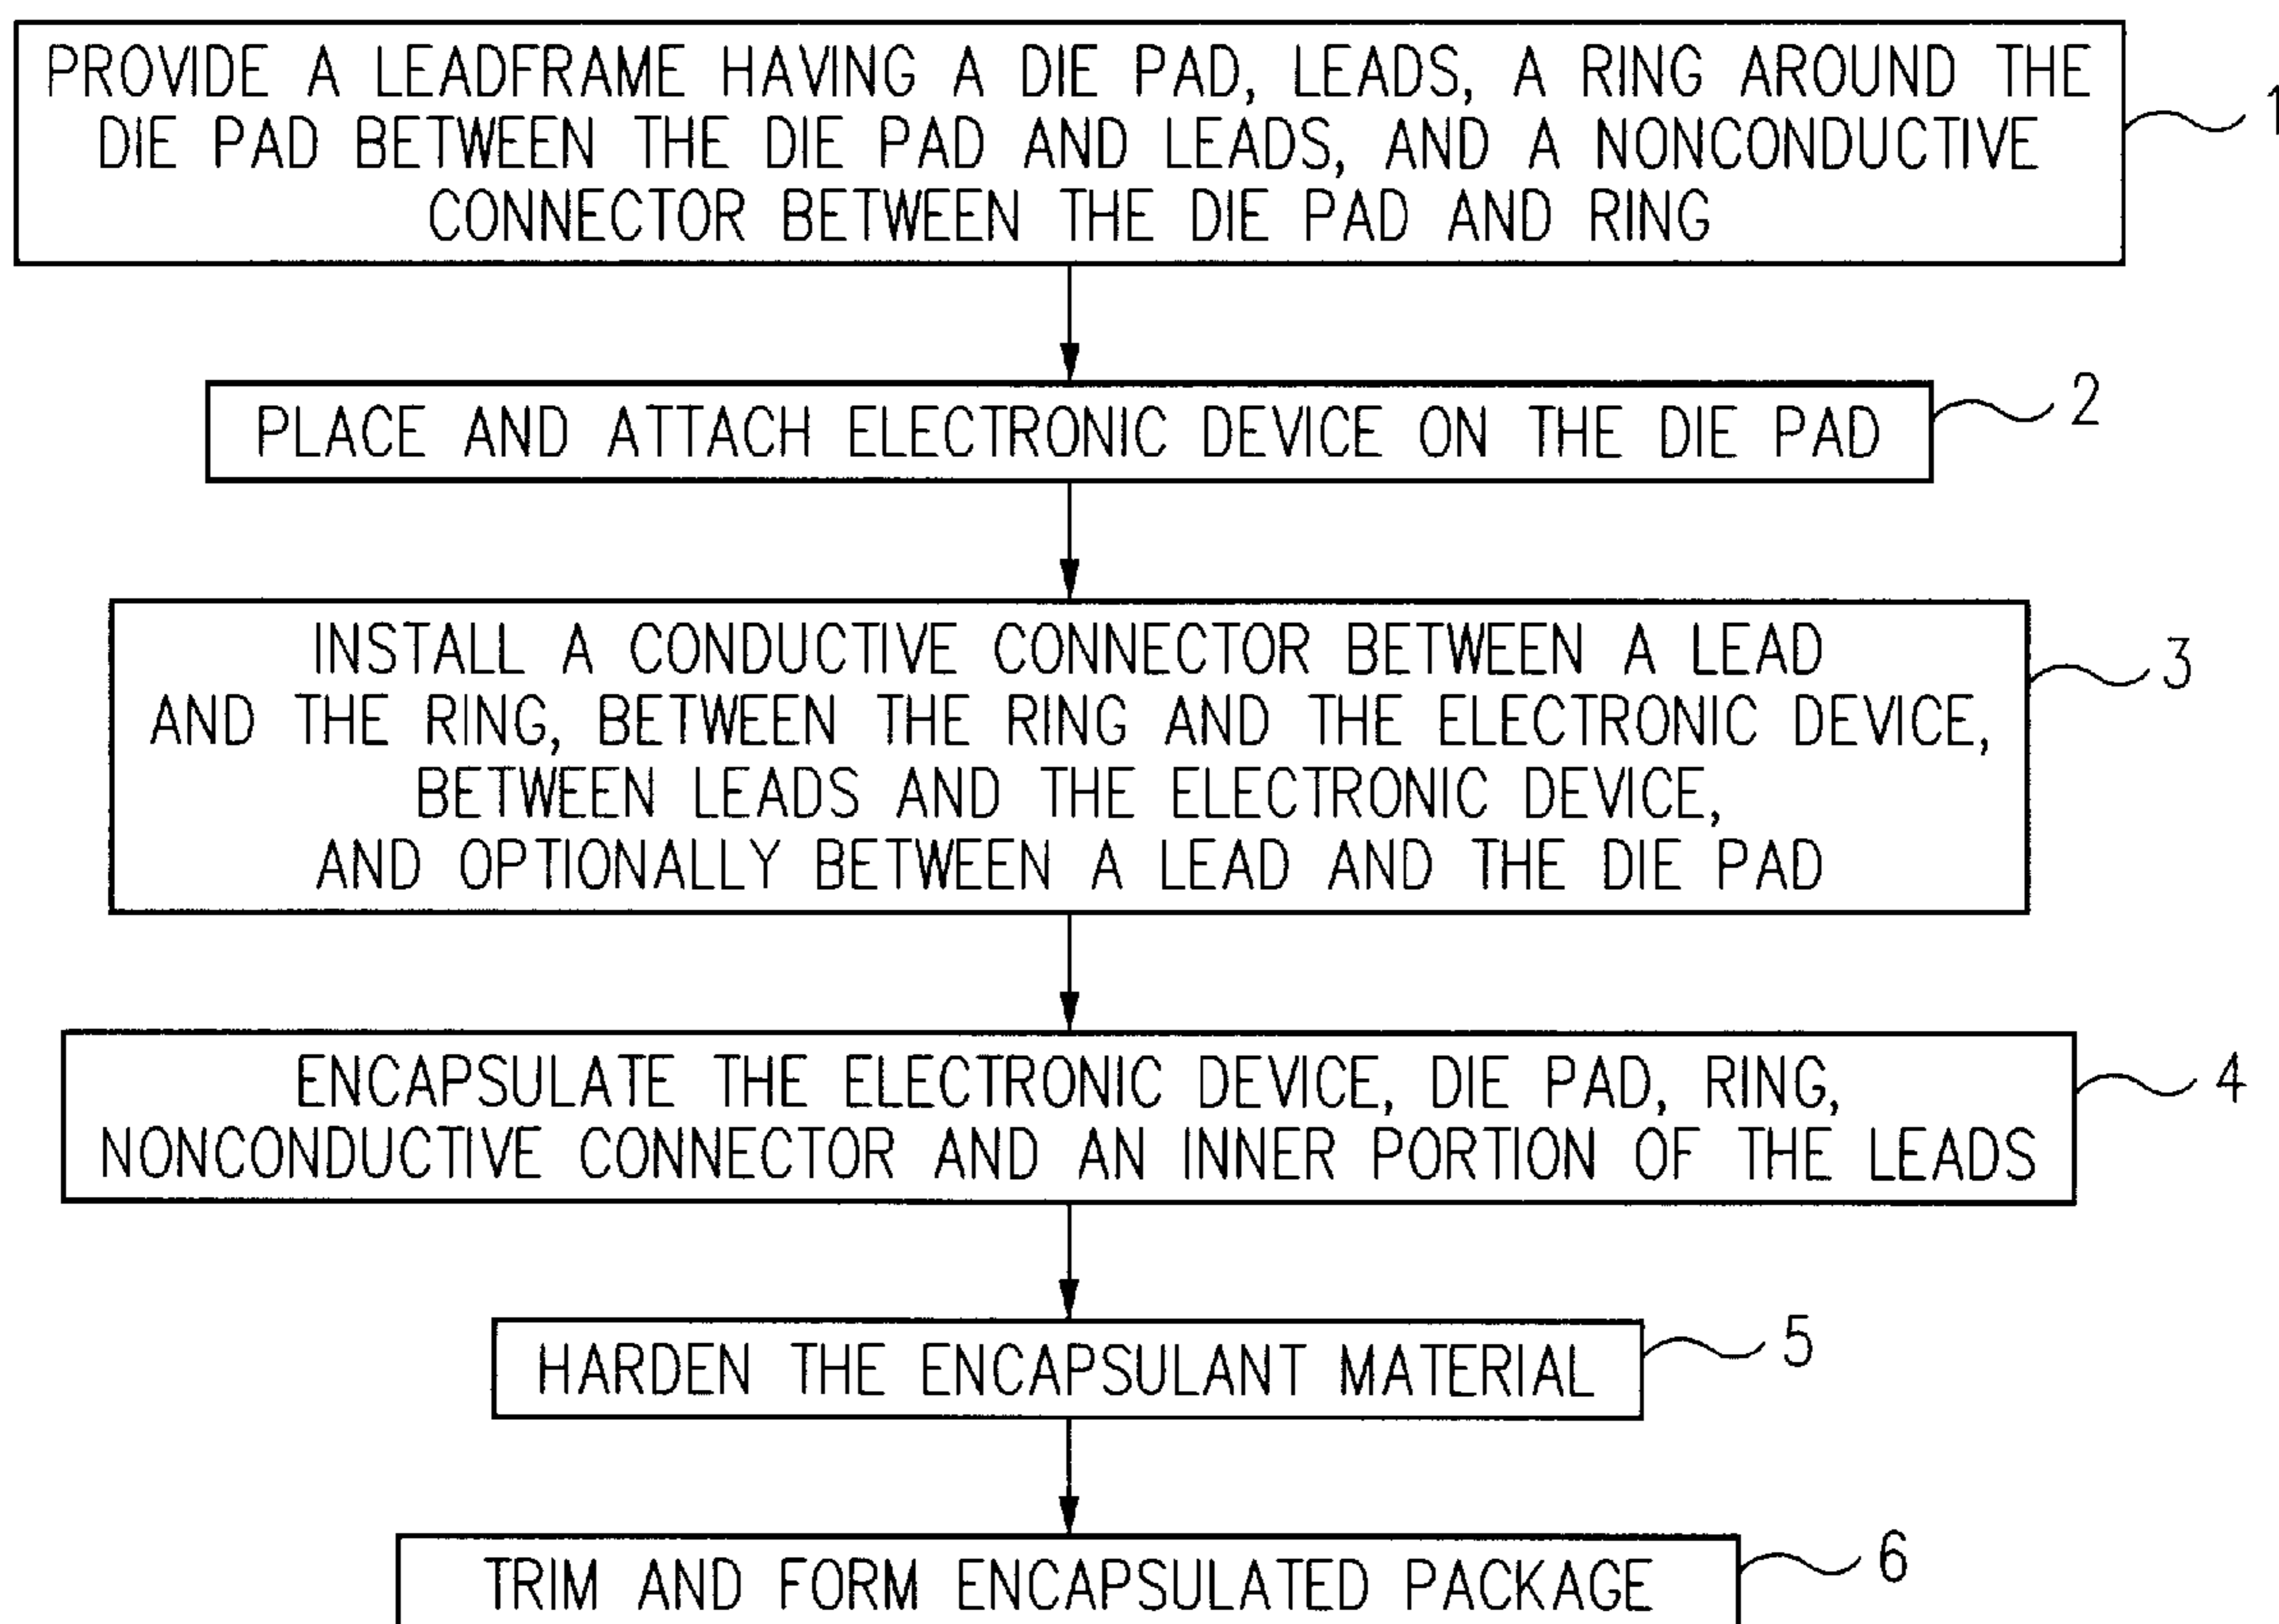 PROVIDE A LEADFRAME HAVING A DIE PAD, LEADS, A RING AROUND THE
DIE PAD BETWEEN THE DIE PAD AND LEADS, AND A NONCONDUCTIVE
CONNECTOR BETWEEN THE DIE PAD AND RING
1
PLACE AND ATTACH ELECTRONIC DEVICE ON THE DIE PAD
2
INSTALL A CONDUCTIVE CONNECTOR BETWEEN A LEAD
AND THE RING, BETWEEN THE RING AND THE ELECTRONIC DEVICE,
BETWEEN LEADS AND THE ELECTRONIC DEVICE,
AND OPTIONALLY BETWEEN A LEAD AND THE DIE PAD
3
ENCAPSULATE THE ELECTRONIC DEVICE, DIE PAD, RING,
NONCONDUCTIVE CONNECTOR AND AN INNER PORTION OF THE LEADS
4
HARDEN THE ENCAPSULANT MATERIAL
5
TRIM AND FORM ENCAPSULATED PACKAGE
6